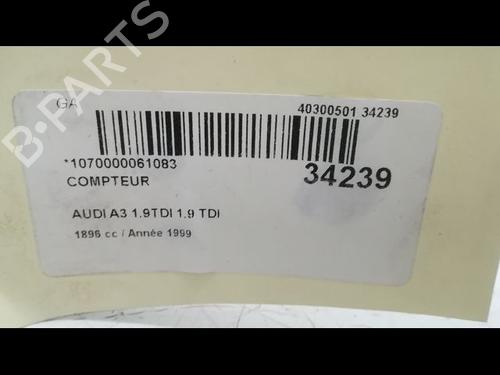 GA
40300501 34239
*1070000061083
34239
COMPTEUR
AUDI A3 1.9TDI 1.9 TDI
1896 cc / Année 1999
B-PARTS